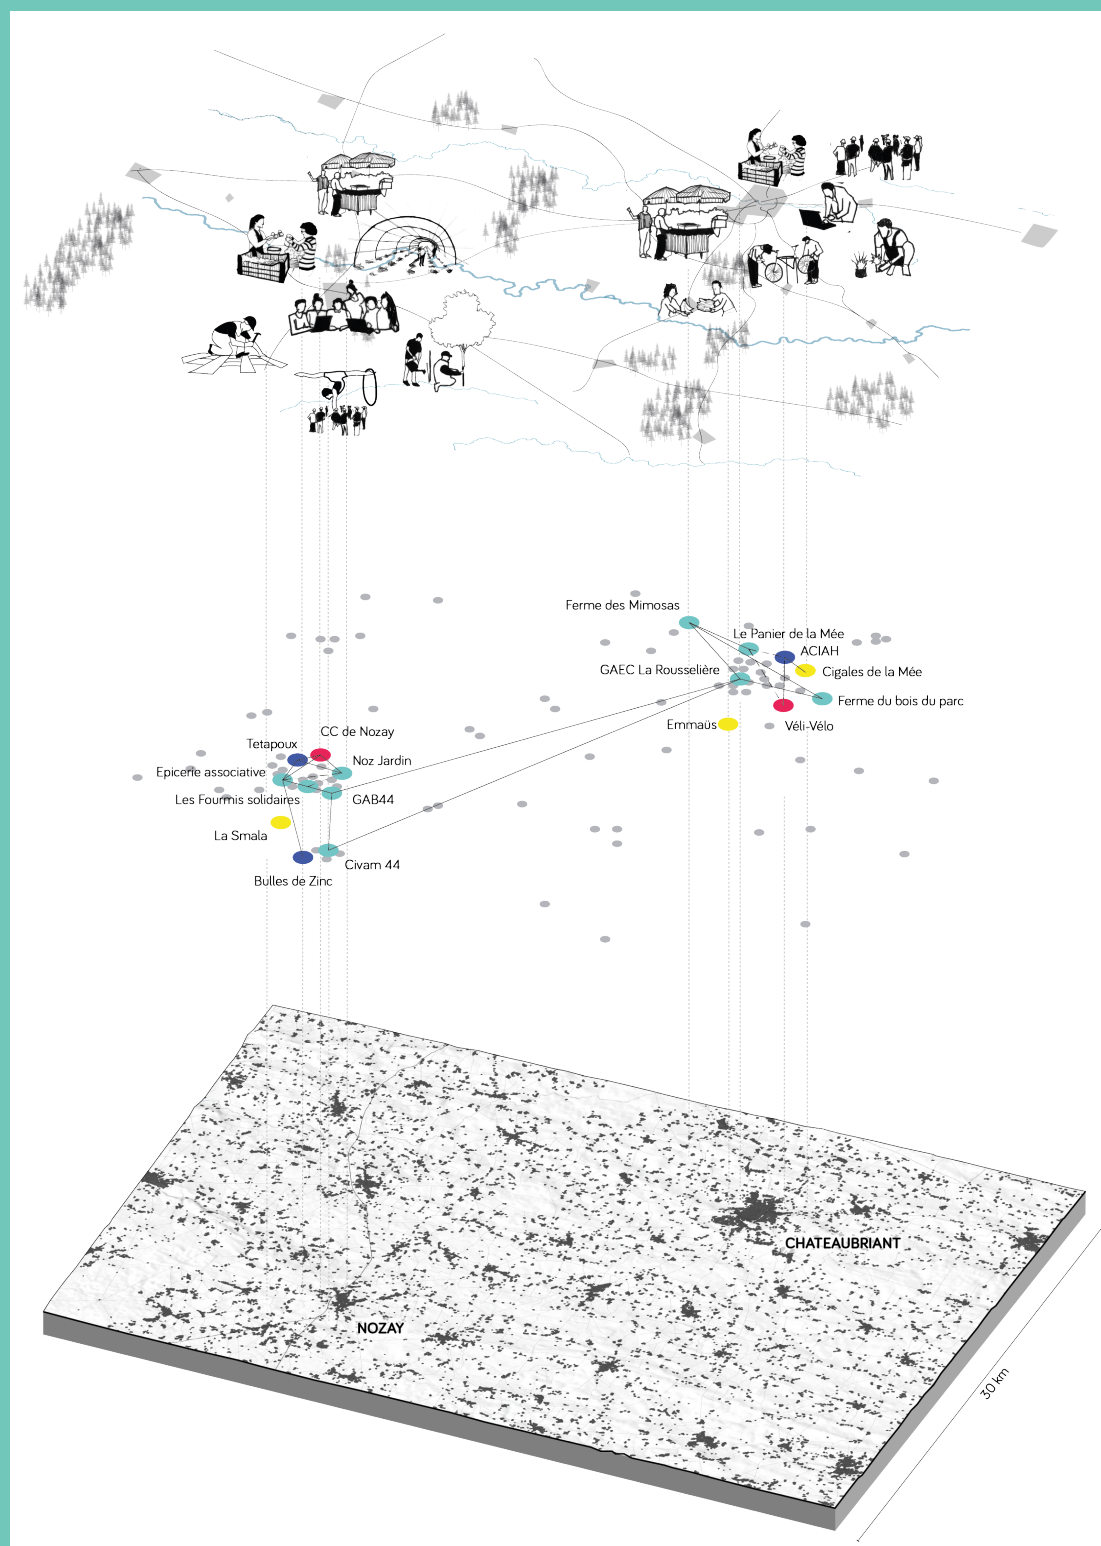 Ferme des Mimosas
Le Panier de la Mée
ACIAH
GAEC La Rousselière
Cigales de la Mée
Ferme du bois du parc
Emmaüs
Véli-Vélo
CC de Nozay
Tetapoux
Noz Jardin
Epicerie associative
Les Fourmis solidaires
GAB44
La Smala
Civam 44
Bulles de Zinc
CHATEAUBRIANT
NOZAY
30 km